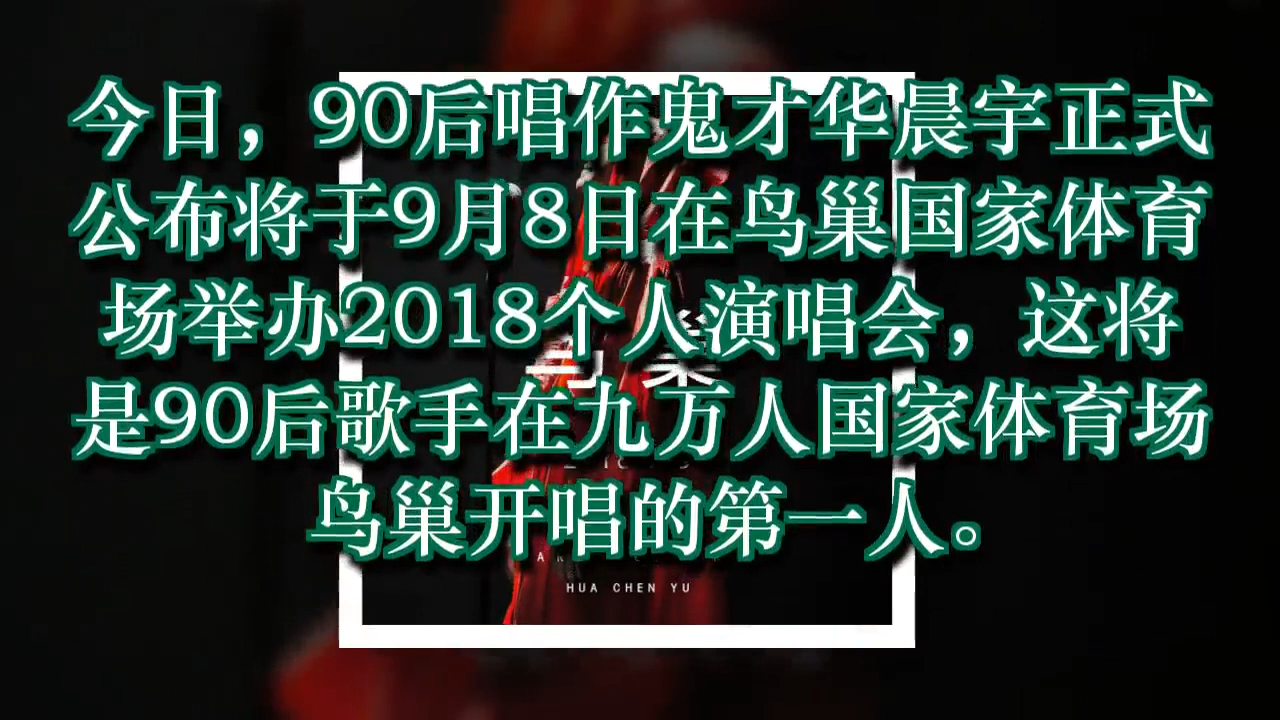 今日，90后唱作鬼才华晨宇正式
公布将于9月8日在鸟巢国家体育
场举办2018个人演唱会，这将
鸟巢
是90后歌手在九万人国家体育场
鸟巢开唱的第一人。
HUA CHEN YU